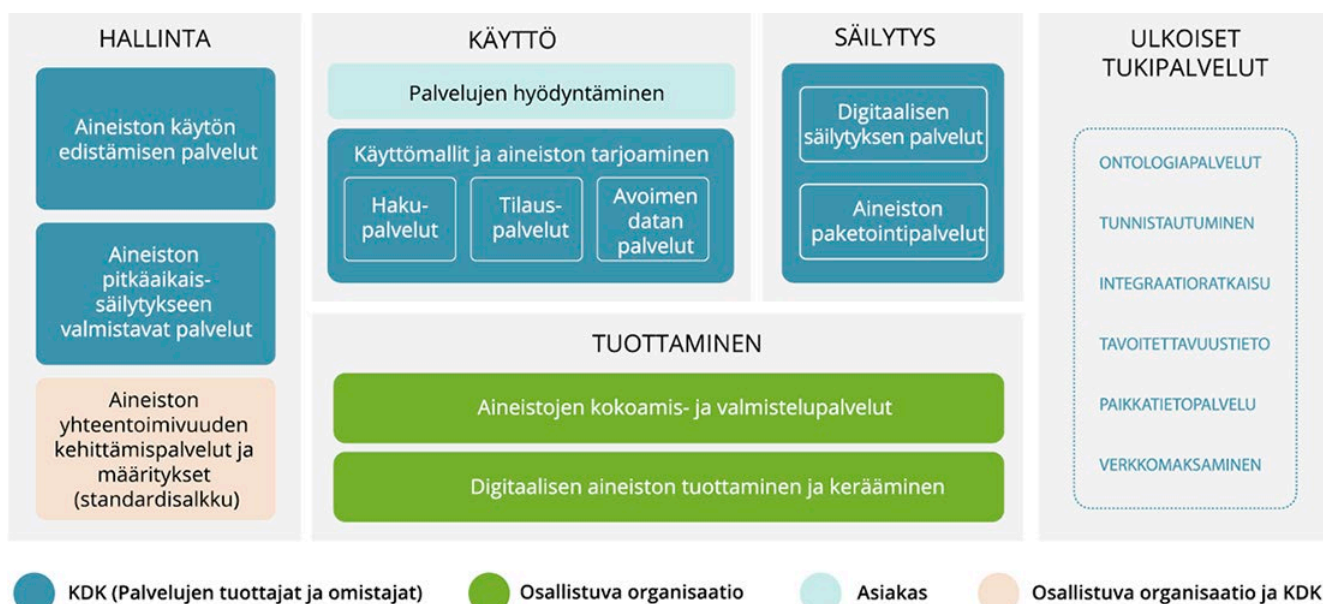 HALLINTA
Aineiston käytön
edistämisen palvelut
Aineiston
pitkäaikais-
säilytykseen
valmistavat palvelut
Aineiston
yhteentoimivuuden
kehittämispalvelut ja
määritykset
(standardisalkku)
KÄYTTÖ
Palvelujen hyödyntäminen
Käyttömallit ja aineiston tarjoaminen
Haku-
palvelut
Tilaus-
palvelut
Avoimen
datan
palvelut
SÄILYTYS
Digitaalisen
säilytyksen palvelut
Aineiston
paketointipalvelut
TUOTTAMINEN
Aineistojen kokoamis- ja valmistelupalvelut
Digitaalisen aineiston tuottaminen ja kerääminen
ULKOISET
TUKIPALVELUT
ONTOLOGIAPALVELUT
TUNNISTAUTUMINEN
INTEGRAATIORATKAISU
TAVOITETTAVUUSTIETO
PAIKKATIETOPALVELU
VERKKOMAKSAMINEN
KDK (Palvelujen tuottajat ja omistajat)
Osallistuva organisaatio
Asiakas
Osallistuva organisaatio ja KDK